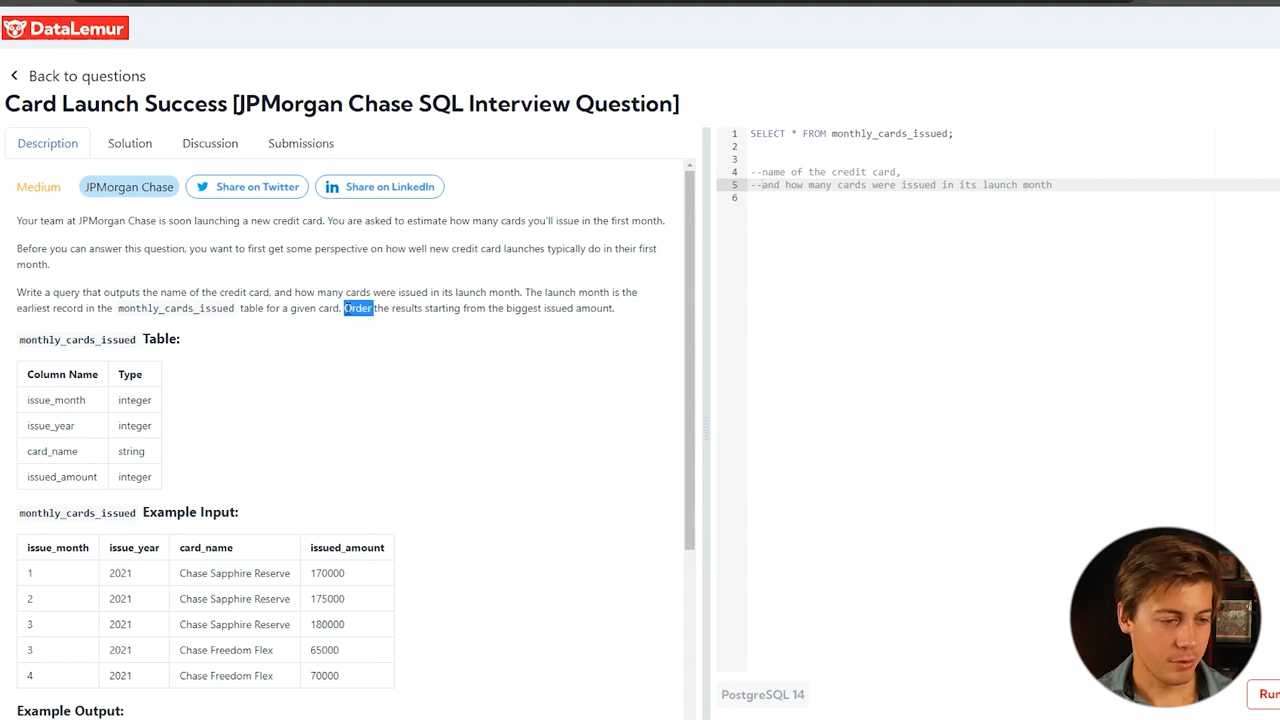 DataLemur
Back to questions
Card Launch Success [JPMorgan Chase SQL Interview Question]
Description
Solution
Discussion
Submissions
Medium
JPMorgan Chase
Share on Twitter
Share on LinkedIn
Your team at JPMorgan Chase is soon launching a new credit card. You are asked to estimate how many cards you'll issue in the first month.
Before you can answer this question, you want to first get some perspective on how well new credit card launches typically do in their first
month.
Write a query that outputs the name of the credit card, and how many cards were issued in its launch month. The launch month is the
earliest record in the monthly_cards_issued table for a given card. Order the results starting from the biggest issued amount.
monthly_cards_issued Table:
Column Name Type
issue_month integer
issue_year integer
card_name string
issued_amount integer
monthly_cards_issued Example Input:
issue_month issue_year card_name issued_amount
1 2021 Chase Sapphire Reserve 170000
2 2021 Chase Sapphire Reserve 175000
3 2021 Chase Sapphire Reserve 180000
3 2021 Chase Freedom Flex 65000
4 2021 Chase Freedom Flex 70000
Example Output:
1 SELECT * FROM monthly_cards_issued;
2
3
4 --name of the credit card,
5 --and how many cards were issued in its launch month
6
PostgreSQL 14
Run